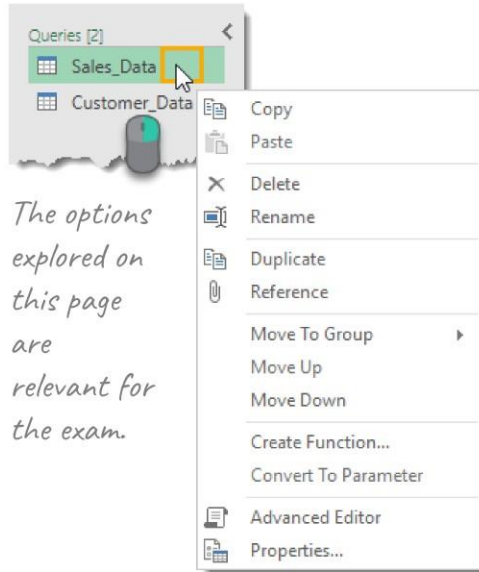 Queries [2]
Sales_Data
Customer_Data
Copy
Paste
Delete
Rename
Duplicate
Reference
Move To Group
Move Up
Move Down
Create Function...
Convert To Parameter
Advanced Editor
Properties...
The options
explored on
this page
are
relevant for
the exam.